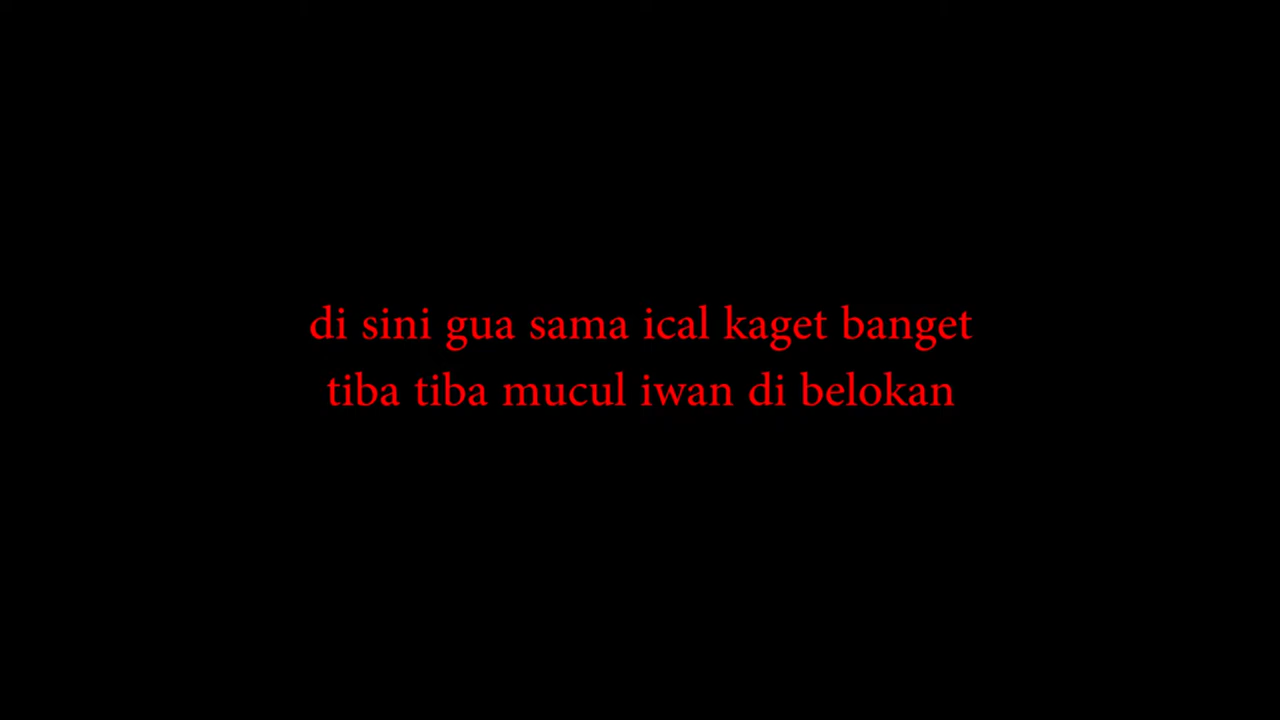 di sini gua sama ical kaget banget
tiba tiba mucul iwan di belokan